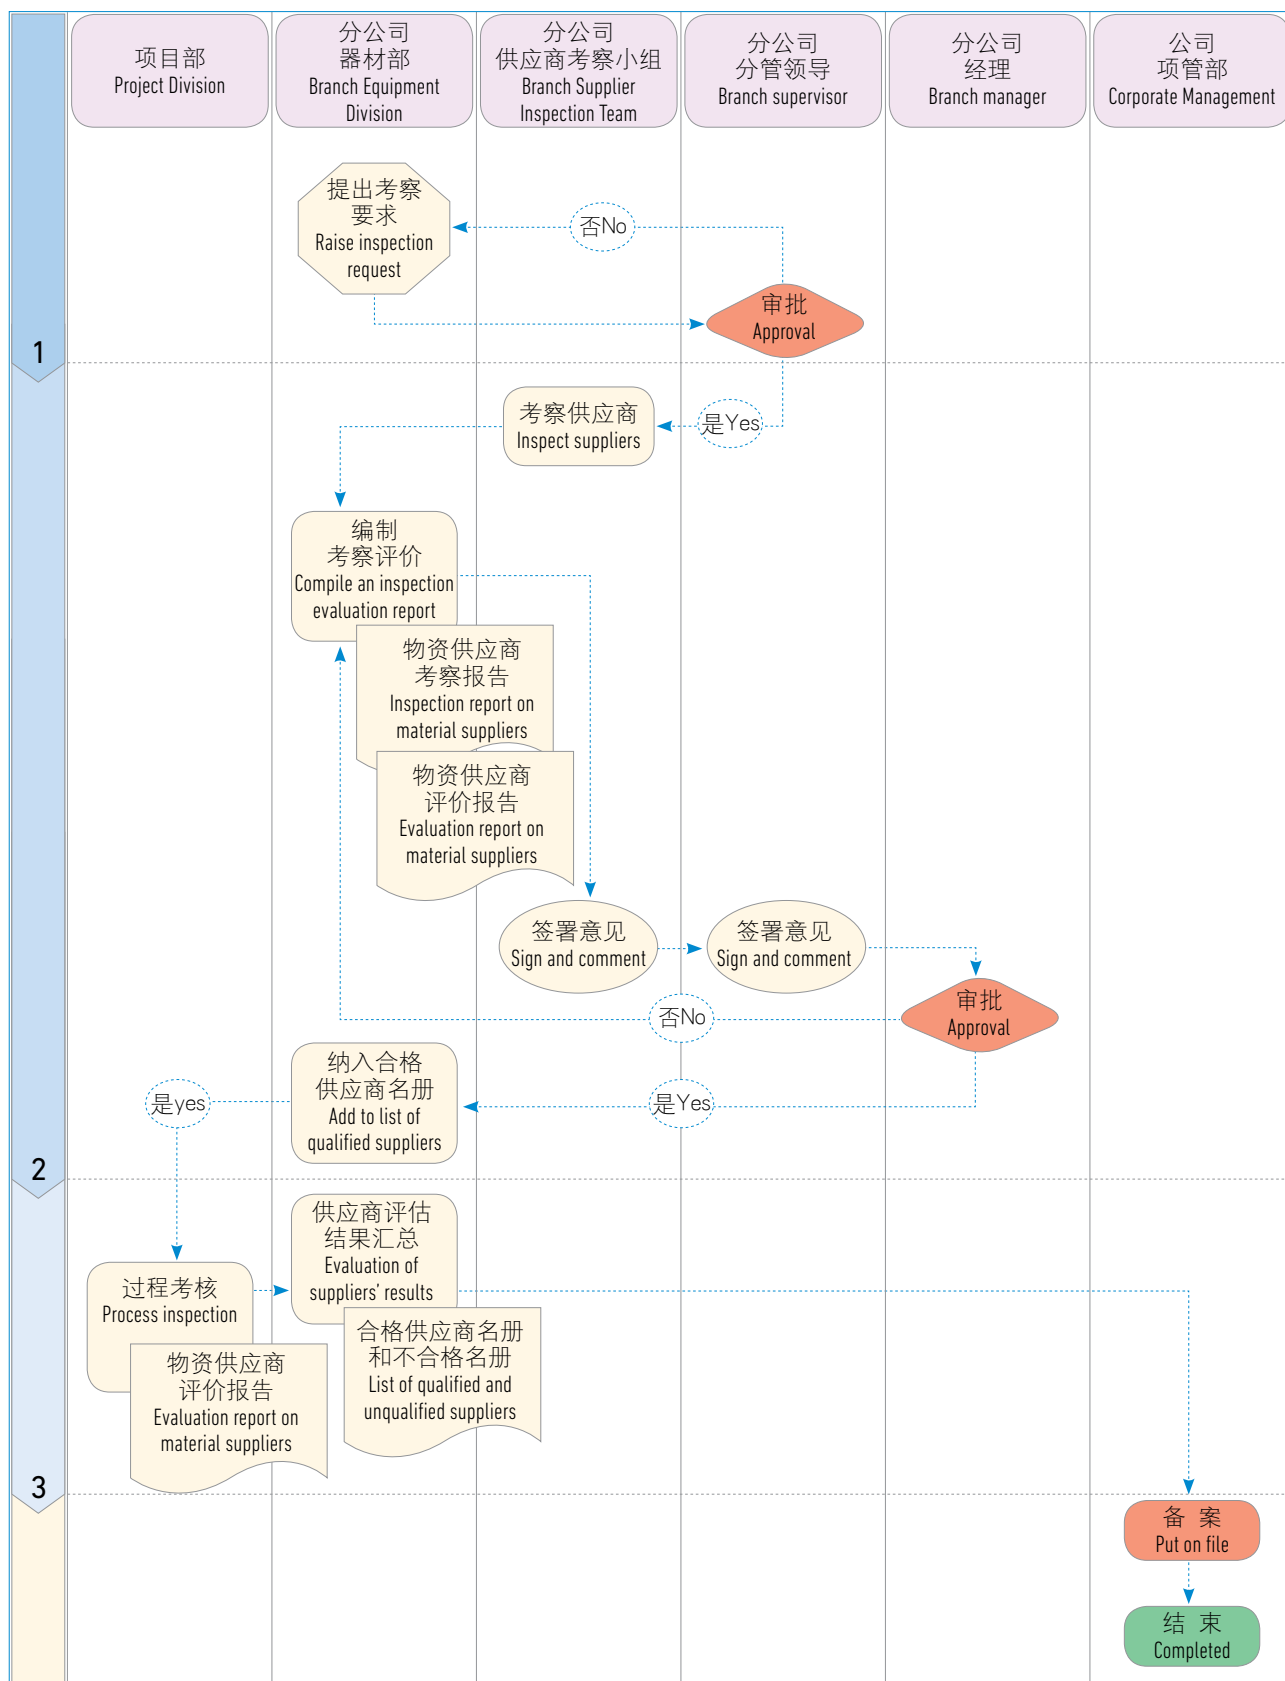 项目部
Project Division
分公司
器材部
Branch Equipment
Division
分公司
供应商考察小组
Branch Supplier
Inspection Team
分公司
分管领导
Branch supervisor
分公司
经理
Branch manager
公司
项管部
Corporate Management
提出考察
要求
Raise inspection
request
否No
审批
Approval
1
考察供应商
Inspect suppliers
是Yes
编制
考察评价
Compile an inspection
evaluation report
物资供应商
考察报告
Inspection report on
material suppliers
物资供应商
评价报告
Evaluation report on
material suppliers
签署意见
Sign and comment
签署意见
Sign and comment
审批
Approval
否No
纳入合格
供应商名册
Add to list of
qualified suppliers
是yes
是Yes
2
供应商评估
结果汇总
Evaluation of
suppliers' results
过程考核
Process inspection
合格供应商名册
和不合格名册
List of qualified and
unqualified suppliers
物资供应商
评价报告
Evaluation report on
material suppliers
3
备 案
Put on file
结 束
Completed